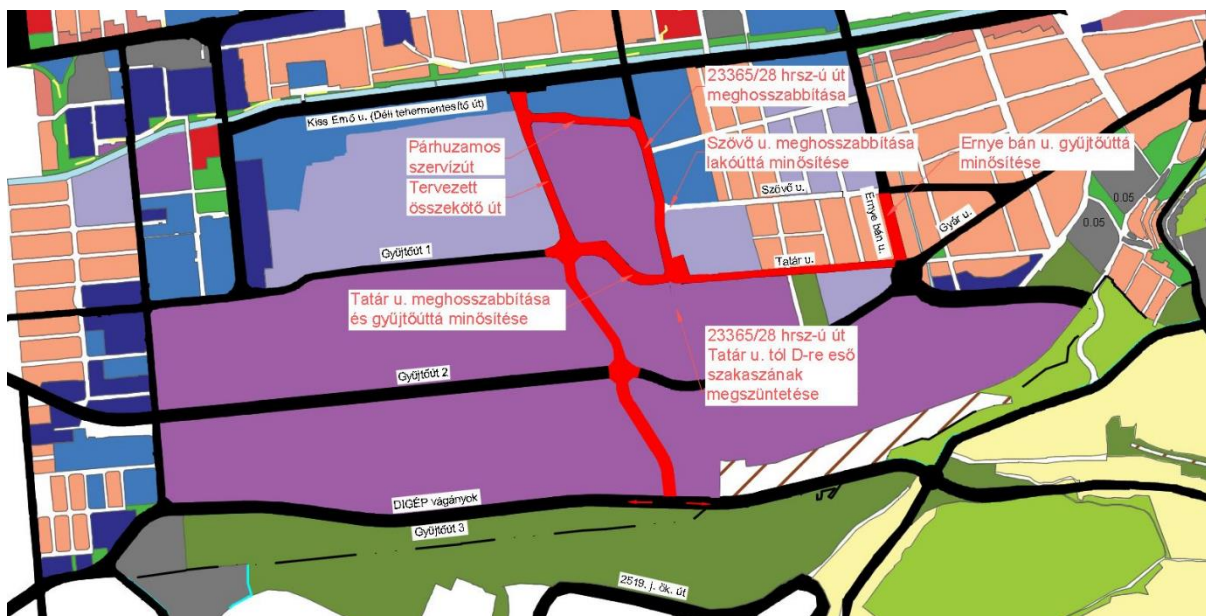 23365/28 hrsz-ú út
meghosszabbítása
Kiss Ernő u. (Déli tehermentesítő út)
Párhuzamos
szervízút
Szövő u. meghosszabbítása
lakóúttá minősítése
Ernye bán u. gyűjtőúttá
minősítése
Tervezett
összekötő út
Szövő u.
Ernye bán u.
Gyár u.
0.05
0.05
Gyűjtőút 1
Tatár u.
Tatár u. meghosszabbítása
és gyűjtőúttá minősítése
23365/28 hrsz-ú út
Tatár u. tól D-re eső
szakaszának
megszüntetése
Gyűjtőút 2
DIGÉP vágányok
Gyűjtőút 3
2519. j. ök. út